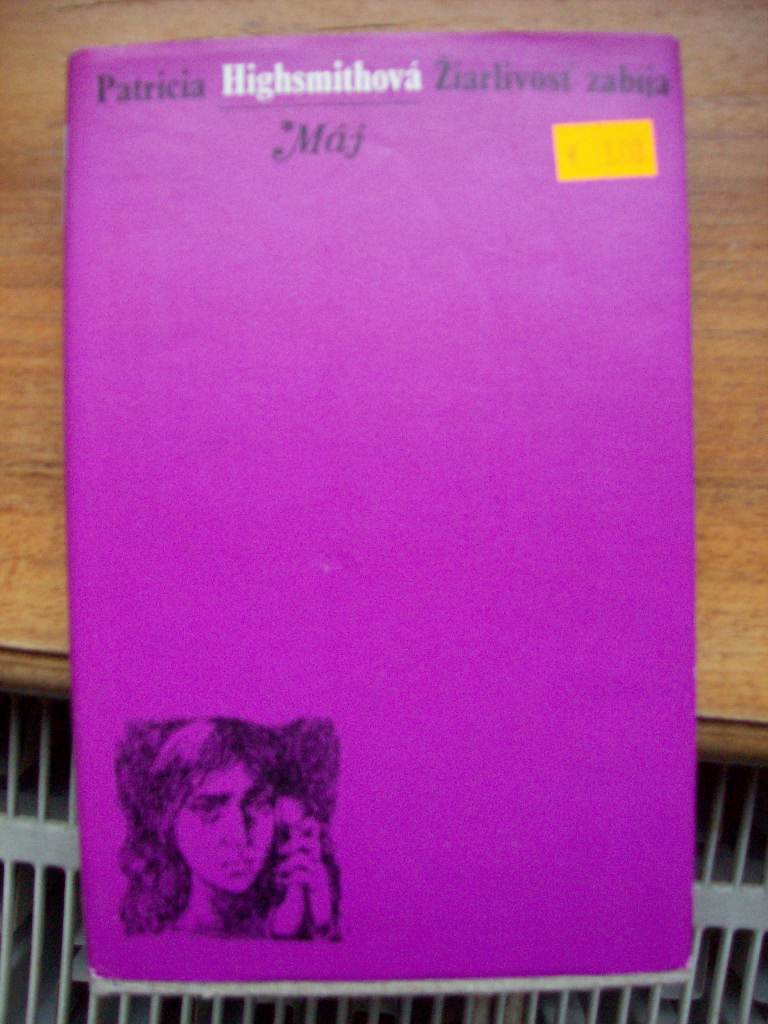 Patrícia Highsmithová Žiarlivosť zabíja
Máj
€